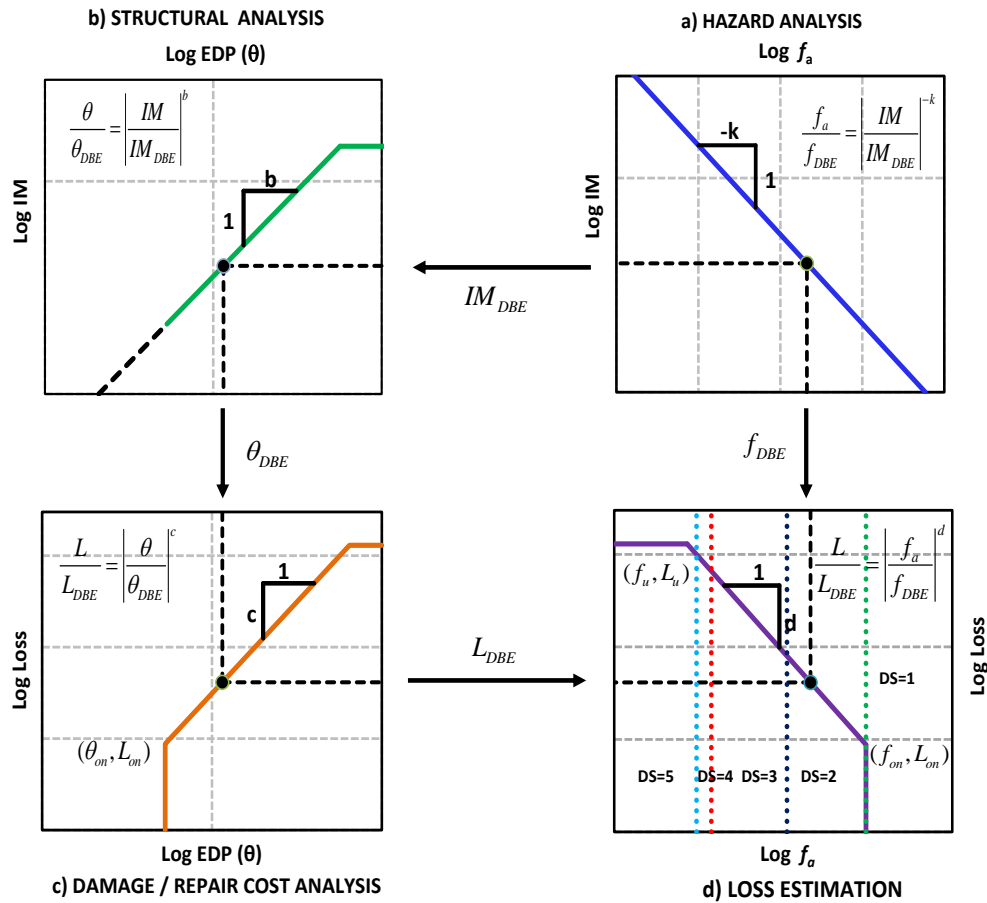 b) STRUCTURAL ANALYSIS
Log EDP (θ)
Log IM
θ/θ_DBE = |IM/IM_DBE|^b
b
1
a) HAZARD ANALYSIS
Log f_a
Log IM
f_a/f_DBE = |IM/IM_DBE|^-k
-k
1
IM_DBE
θ_DBE
f_DBE
L/L_DBE = |θ/θ_DBE|^c
1
c
Log Loss
(θ_on, L_on)
Log EDP (θ)
c) DAMAGE / REPAIR COST ANALYSIS
L_DBE
(f_u, L_u)
L/L_DBE = |f_a/f_DBE|^d
1
d
DS=1
Log Loss
(f_on, L_on)
DS=5
DS=4
DS=3
DS=2
Log f_a
d) LOSS ESTIMATION